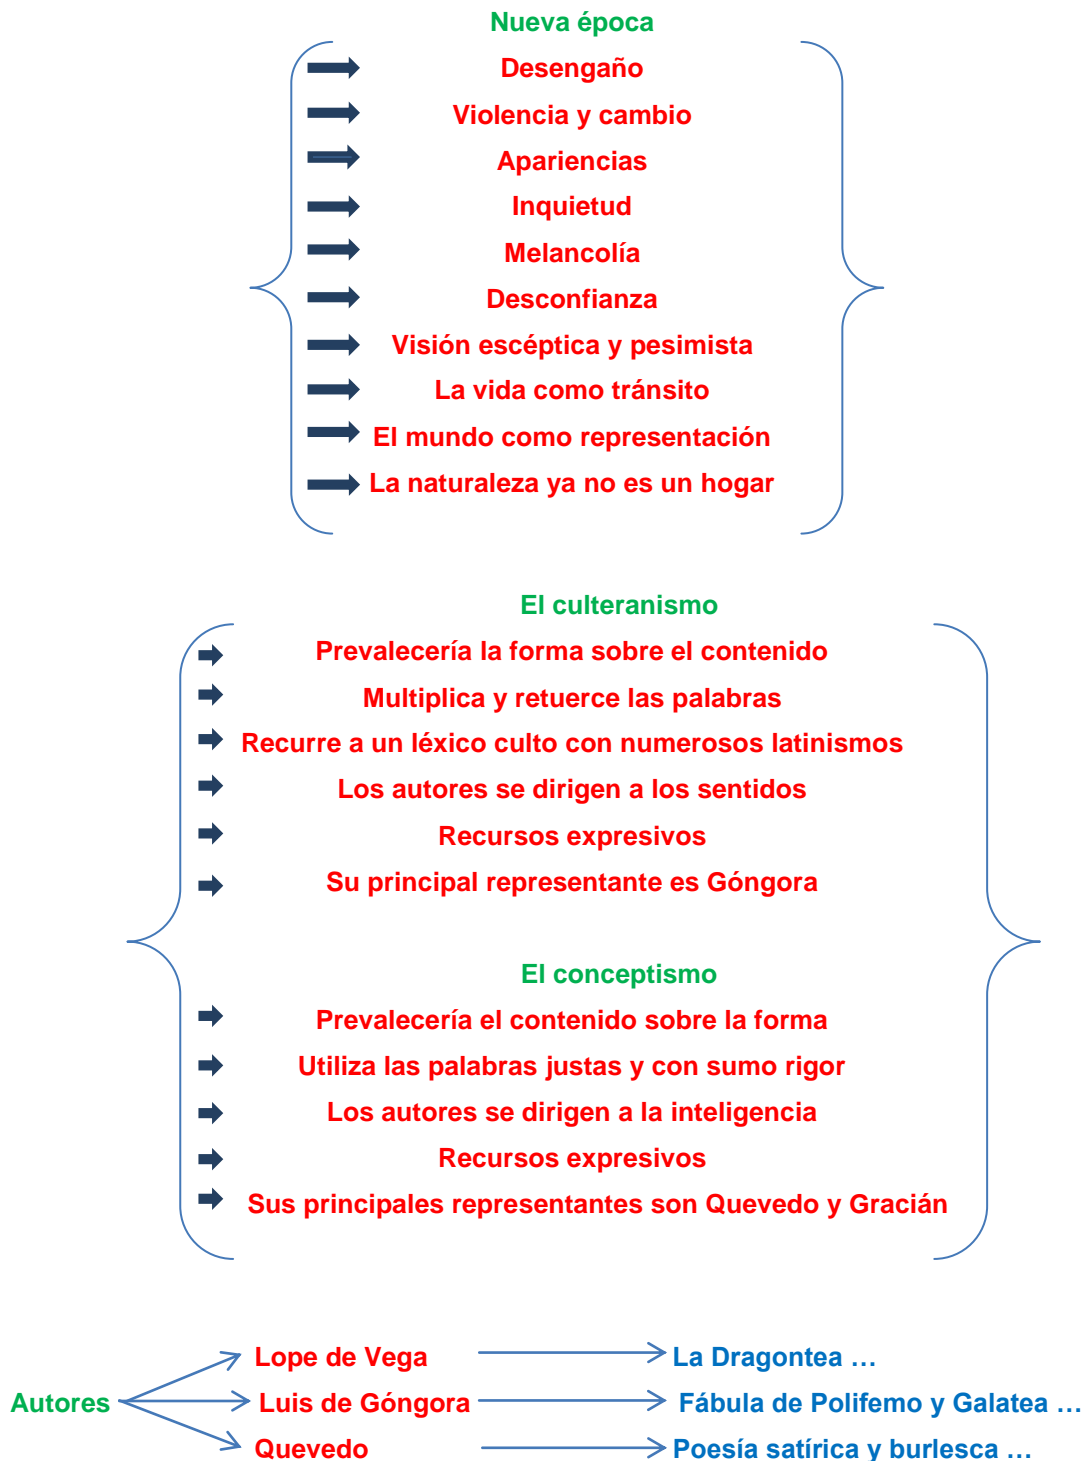 Nueva época
Desengaño
Violencia y cambio
Apariencias
Inquietud
Melancolía
Desconfianza
Visión escéptica y pesimista
La vida como tránsito
El mundo como representación
La naturaleza ya no es un hogar
El culteranismo
Prevalecería la forma sobre el contenido
Multiplica y retuerce las palabras
Recurre a un léxico culto con numerosos latinismos
Los autores se dirigen a los sentidos
Recursos expresivos
Su principal representante es Góngora
El conceptismo
Prevalecería el contenido sobre la forma
Utiliza las palabras justas y con sumo rigor
Los autores se dirigen a la inteligencia
Recursos expresivos
Sus principales representantes son Quevedo y Gracián
Lope de Vega La Dragontea …
Autores Luis de Góngora Fábula de Polifemo y Galatea …
Quevedo Poesía satírica y burlesca …